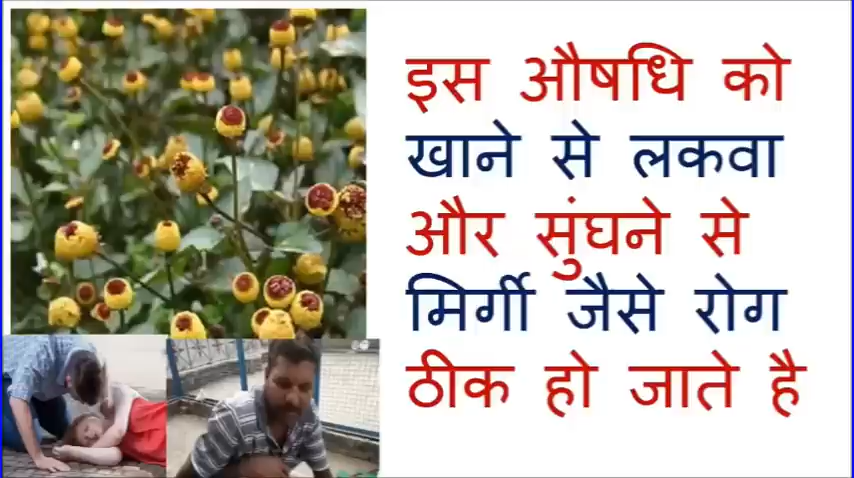 इस औषधि को
खाने से लकवा
और सुंघने से
मिर्गी जैसे रोग
ठीक हो जाते है